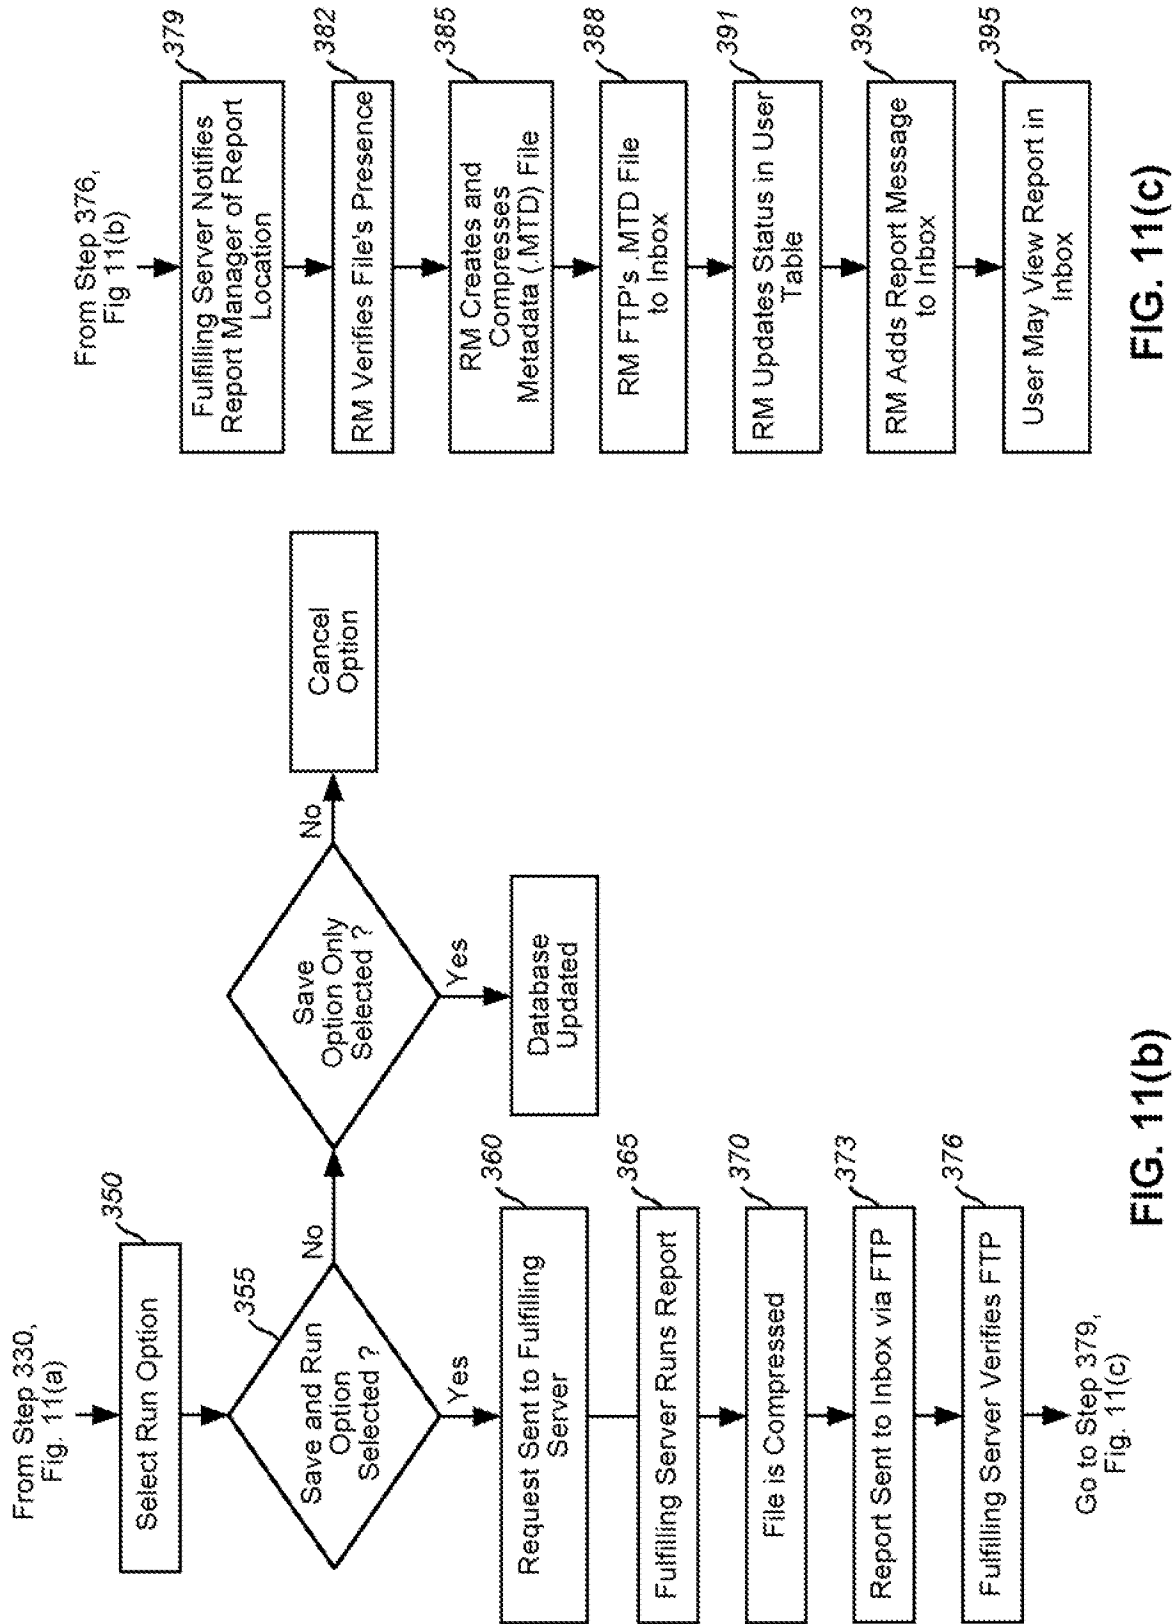 From Step 330,
Fig. 11(a)
350
Select Run Option
355
Save and Run
Option
Selected ?
No
Yes
Save
Option Only
Selected ?
No
Yes
Cancel
Option
Database
Updated
360
Request Sent to Fulfilling
Server
365
Fulfilling Server Runs Report
370
File is Compressed
373
Report Sent to Inbox via FTP
376
Fulfilling Server Verifies FTP
Go to Step 379,
Fig. 11(c)
FIG. 11(b)
From Step 376,
Fig 11(b)
379
Fulfilling Server Notifies
Report Manager of Report
Location
382
RM Verifies File's Presence
385
RM Creates and
Compresses
Metadata (.MTD) File
388
RM FTP's .MTD File
to Inbox
391
RM Updates Status in User
Table
393
RM Adds Report Message
to Inbox
395
User May View Report in
Inbox
FIG. 11(c)